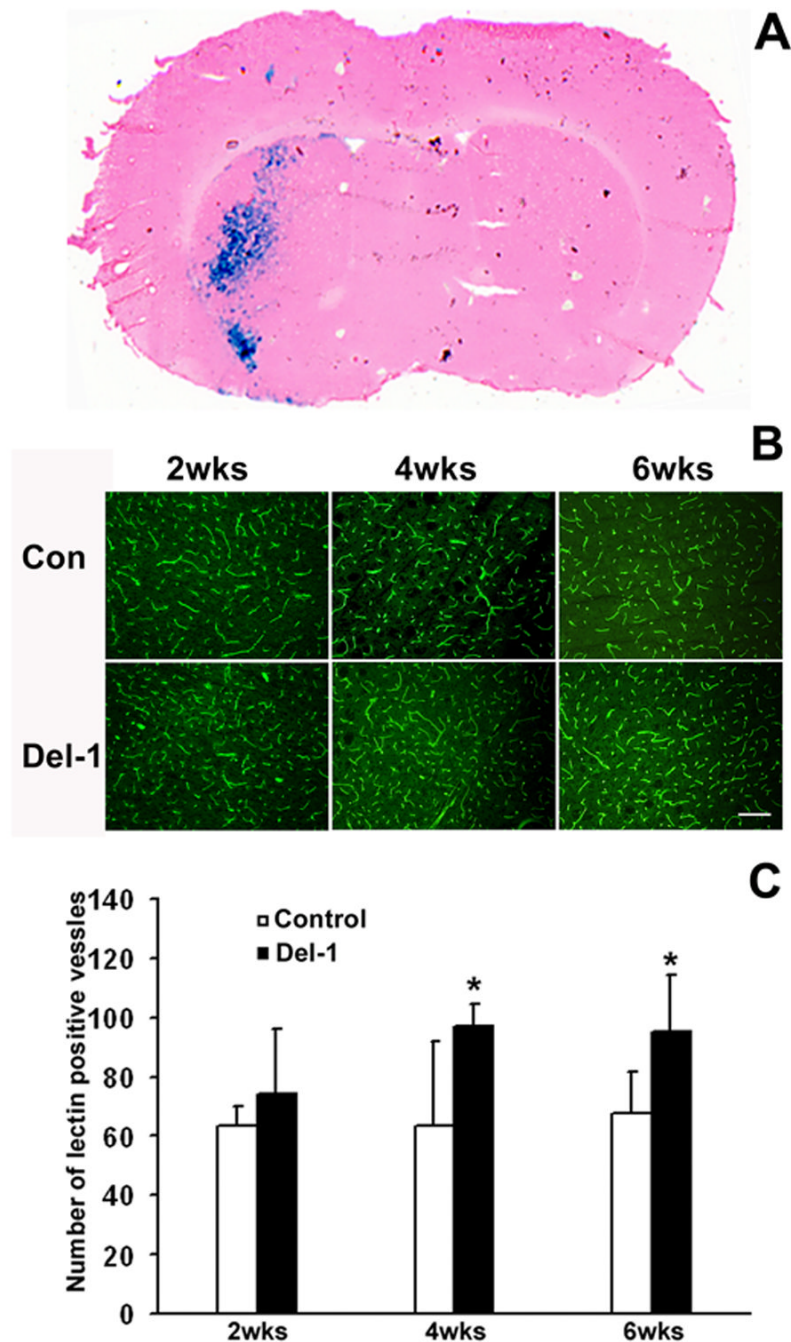 A
B
2wks 4wks 6wks
Con
Del-1
C
Number of lectin positive vessles
140
120
100
80
60
40
20
0
Control
Del-1
*
*
2wks 4wks 6wks